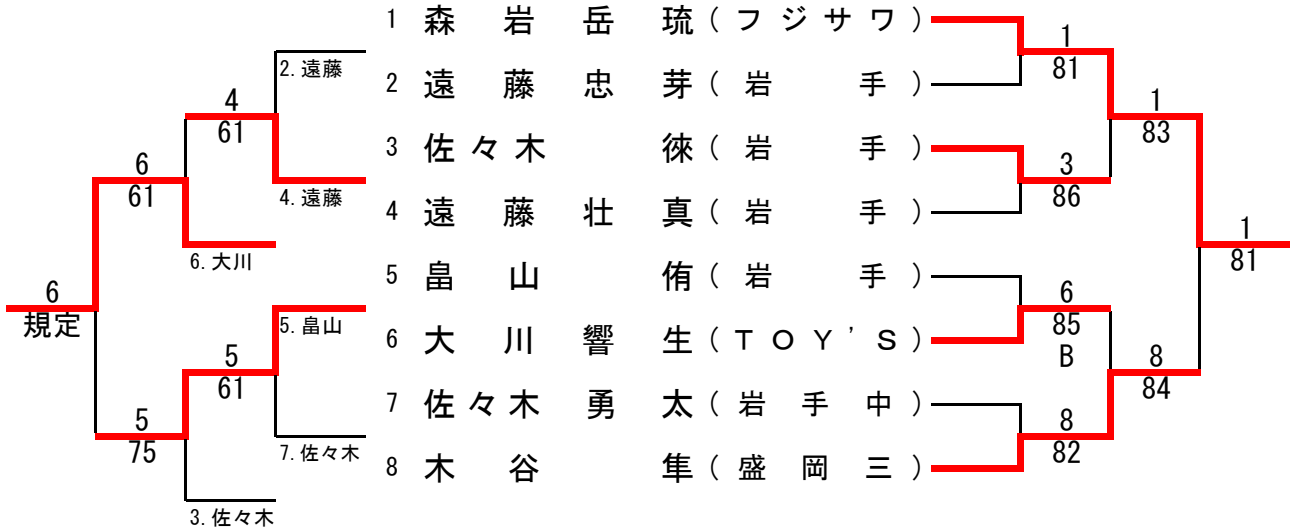 1 森岩岳琉(フジサワ)
2 遠藤忠芽(岩手)
3 佐々木徠(岩手)
4 遠藤壮真(岩手)
5 畠山侑(岩手)
6 大川響生(TOY'S)
7 佐々木勇太(岩手中)
8 木谷隼(盛岡三)
2.遠藤
4
61
4.遠藤
6
61
6.大川
6
規定
5.畠山
5
61
7.佐々木
5
75
3.佐々木
1
81
3
86
6
85
B
8
82
1
83
8
84
1
81